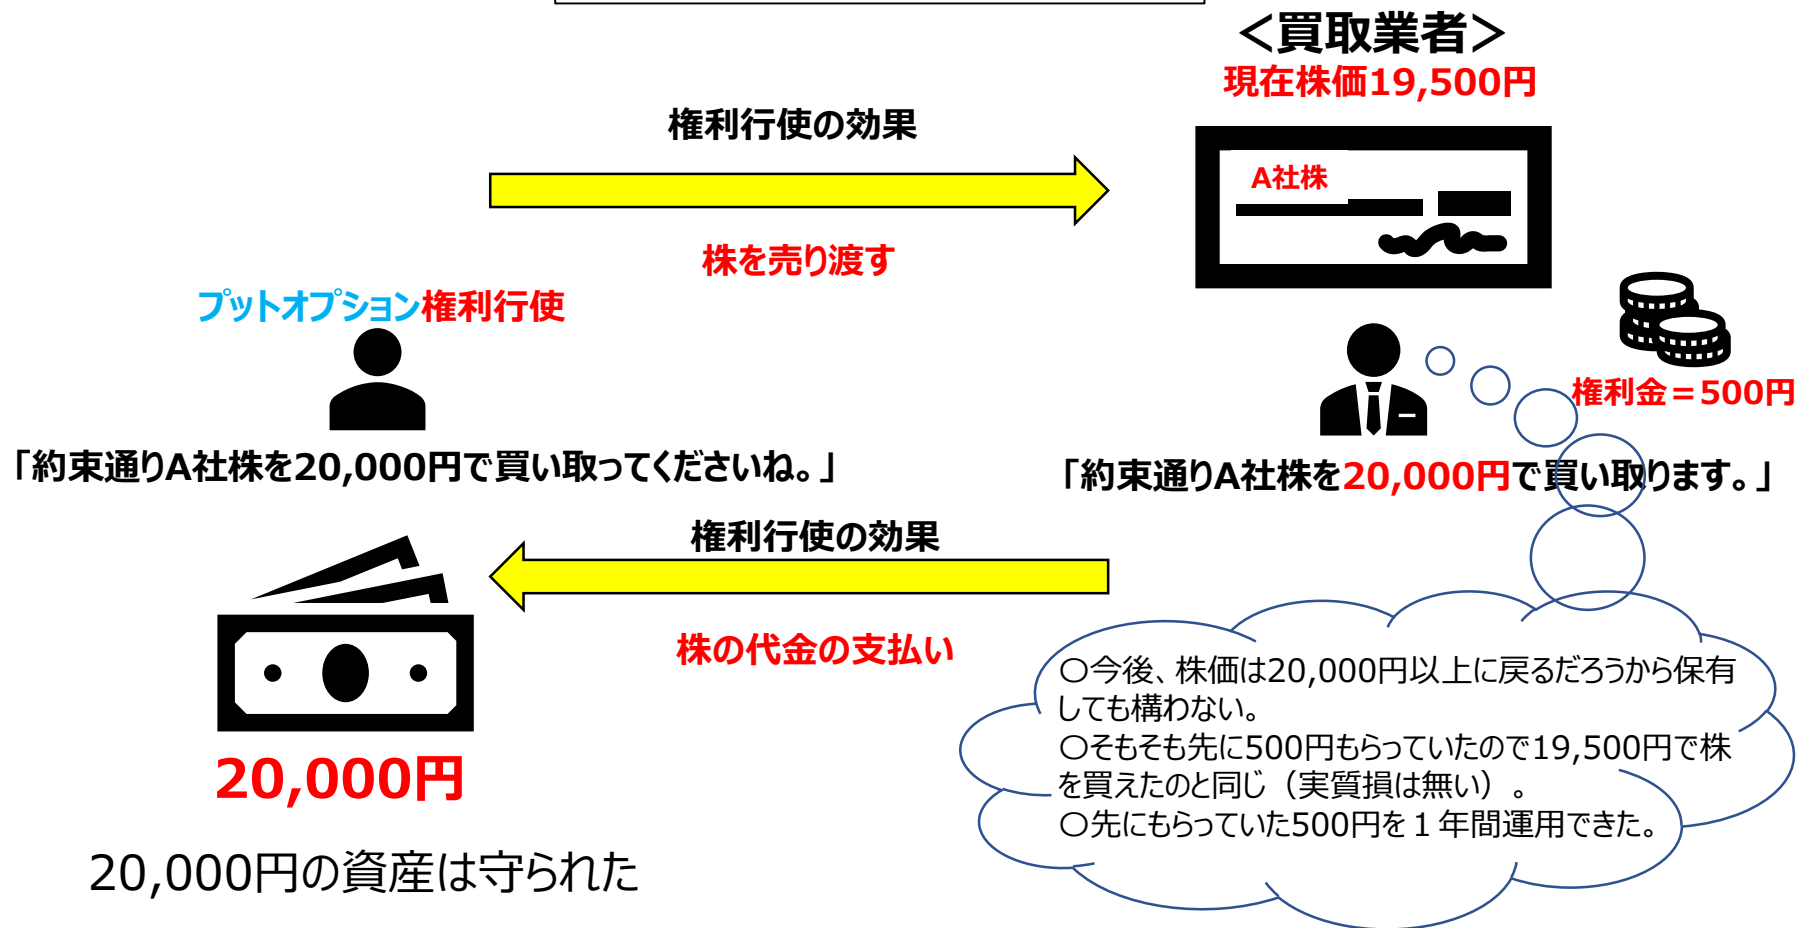 ＜買取業者＞
現在株価19,500円
権利行使の効果
A社株
株を売り渡す
プットオプション権利行使
権利金＝500円
「約束通りA社株を20,000円で買い取ってくださいね。」
「約束通りA社株を20,000円で買い取ります。」
権利行使の効果
株の代金の支払い
〇今後、株価は20,000円以上に戻るだろうから保有
しても構わない。
〇そもそも先に500円もらっていたので19,500円で株
を買えたのと同じ（実質損は無い）。
〇先にもらっていた500円を１年間運用できた。
20,000円
20,000円の資産は守られた